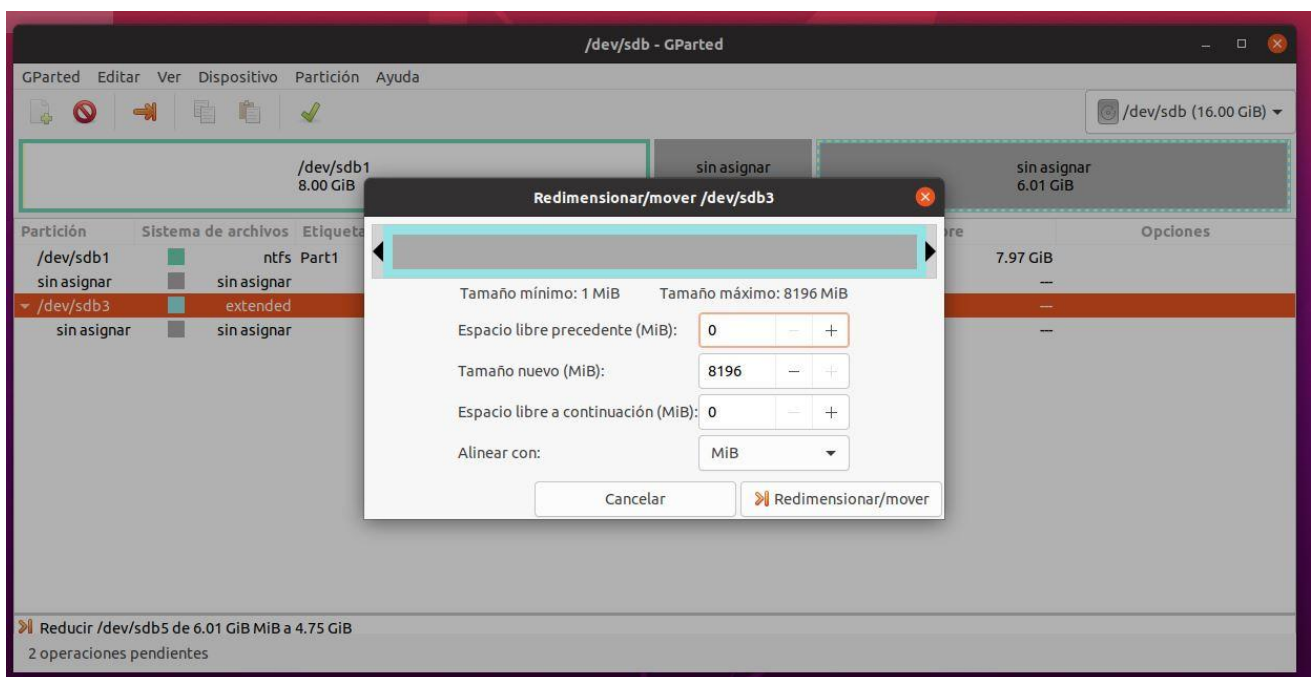 /dev/sdb - GParted
GParted Editar Ver Dispositivo Partición Ayuda
/dev/sdb (16.00 GiB)
/dev/sdb1
8.00 GiB
sin asignar
sin asignar
6.01 GiB
Redimensionar/mover /dev/sdb3
Partición Sistema de archivos Etiqueta re Opciones
/dev/sdb1 ntfs Part1 7.97 GiB
sin asignar sin asignar ---
/dev/sdb3 extended ---
sin asignar sin asignar ---
Tamaño mínimo: 1 MiB Tamaño máximo: 8196 MiB
Espacio libre precedente (MiB): 0
Tamaño nuevo (MiB): 8196
Espacio libre a continuación (MiB): 0
Alinear con: MiB
Cancelar Redimensionar/mover
Reducir /dev/sdb5 de 6.01 GiB MiB a 4.75 GiB
2 operaciones pendientes